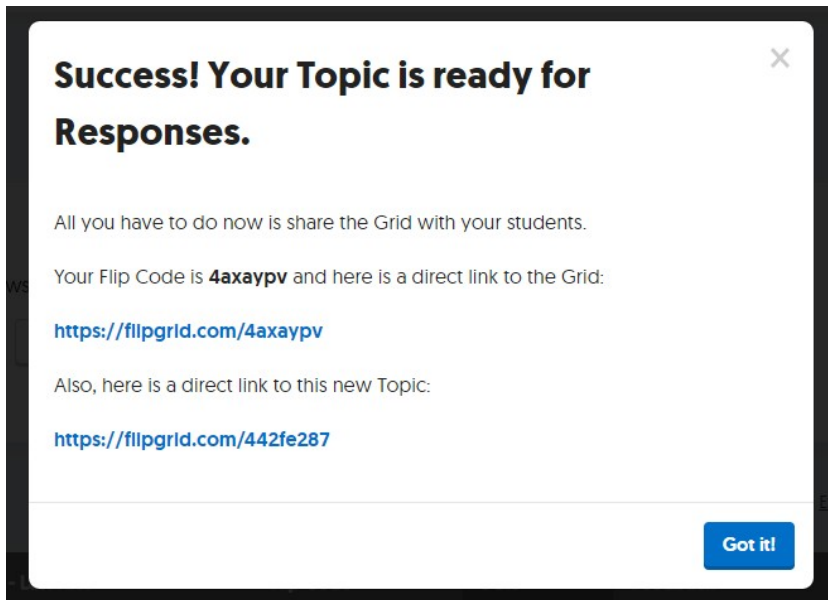 ×
Success! Your Topic is ready for
Responses.
All you have to do now is share the Grid with your students.
Your Flip Code is 4axaypv and here is a direct link to the Grid:
https://flipgrid.com/4axaypv
Also, here is a direct link to this new Topic:
https://flipgrid.com/442fe287
Got it!